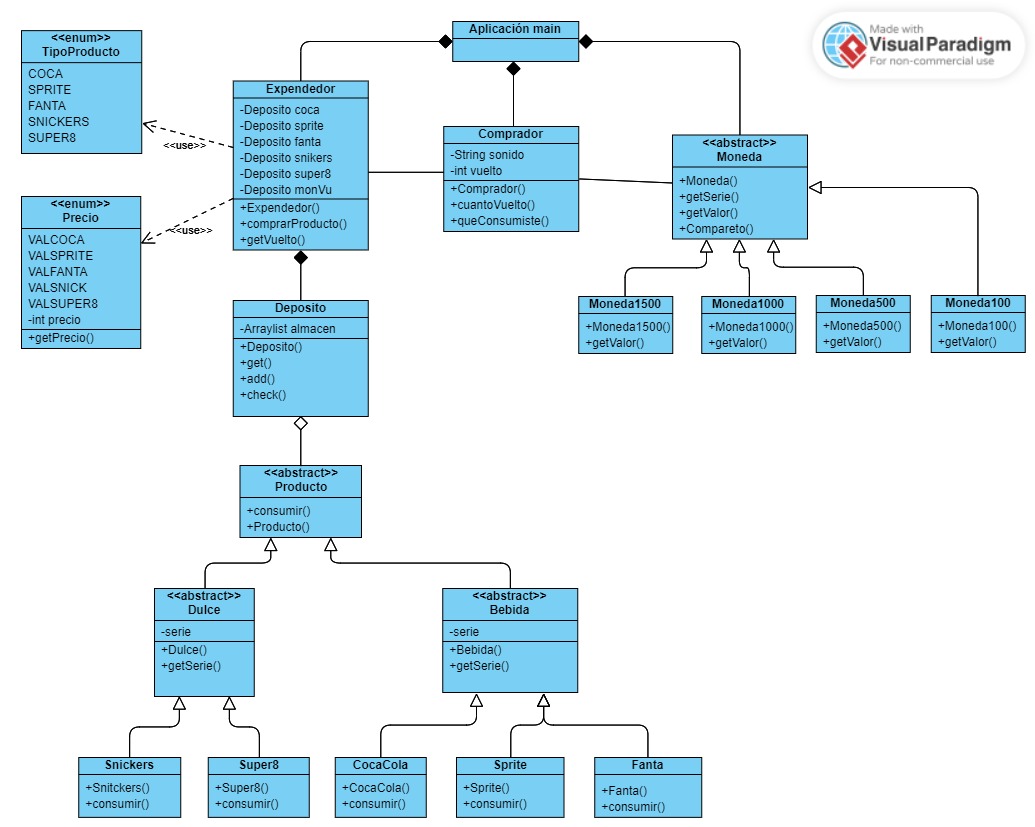 Aplicación main
Made with
VisualParadigm
For non-commercial use
<<enum>>
TipoProducto
COCA
SPRITE
FANTA
SNICKERS
SUPER8
<<use>>
<<enum>>
Precio
VALCOCA
VALSPRITE
VALFANTA
VALSNICK
VALSUPER8
-int precio
+getPrecio()
<<use>>
Expendedor
-Deposito coca
-Deposito sprite
-Deposito fanta
-Deposito snikers
-Deposito super8
-Deposito monVu
+Expendedor()
+comprarProducto()
+getVuelto()
Comprador
-String sonido
-int vuelto
+Comprador()
+cuantoVuelto()
+queConsumiste()
<<abstract>>
Moneda
+Moneda()
+getSerie()
+getValor()
+Compareto()
Moneda1500
+Moneda1500()
+getValor()
Moneda1000
+Moneda1000()
+getValor()
Moneda500
+Moneda500()
+getValor()
Moneda100
+Moneda100()
+getValor()
Deposito
-Arraylist almacen
+Deposito()
+get()
+add()
+check()
<<abstract>>
Producto
+consumir()
+Producto()
<<abstract>>
Dulce
-serie
+Dulce()
+getSerie()
<<abstract>>
Bebida
-serie
+Bebida()
+getSerie()
Snickers
+Snitckers()
+consumir()
Super8
+Super8()
+consumir()
CocaCola
+CocaCola()
+consumir()
Sprite
+Sprite()
+consumir()
Fanta
+Fanta()
+consumir()